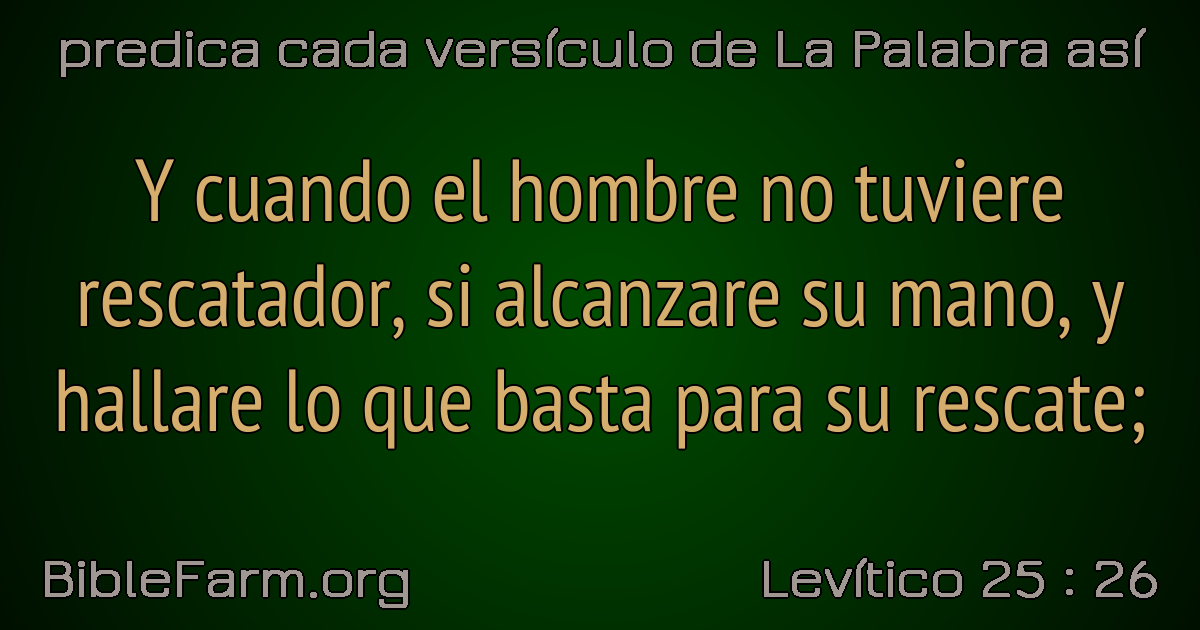 predica cada versículo de La Palabra así
Y cuando el hombre no tuviere
rescatador, si alcanzare su mano, y
hallare lo que basta para su rescate;
BibleFarm.org
Levítico 25 : 26